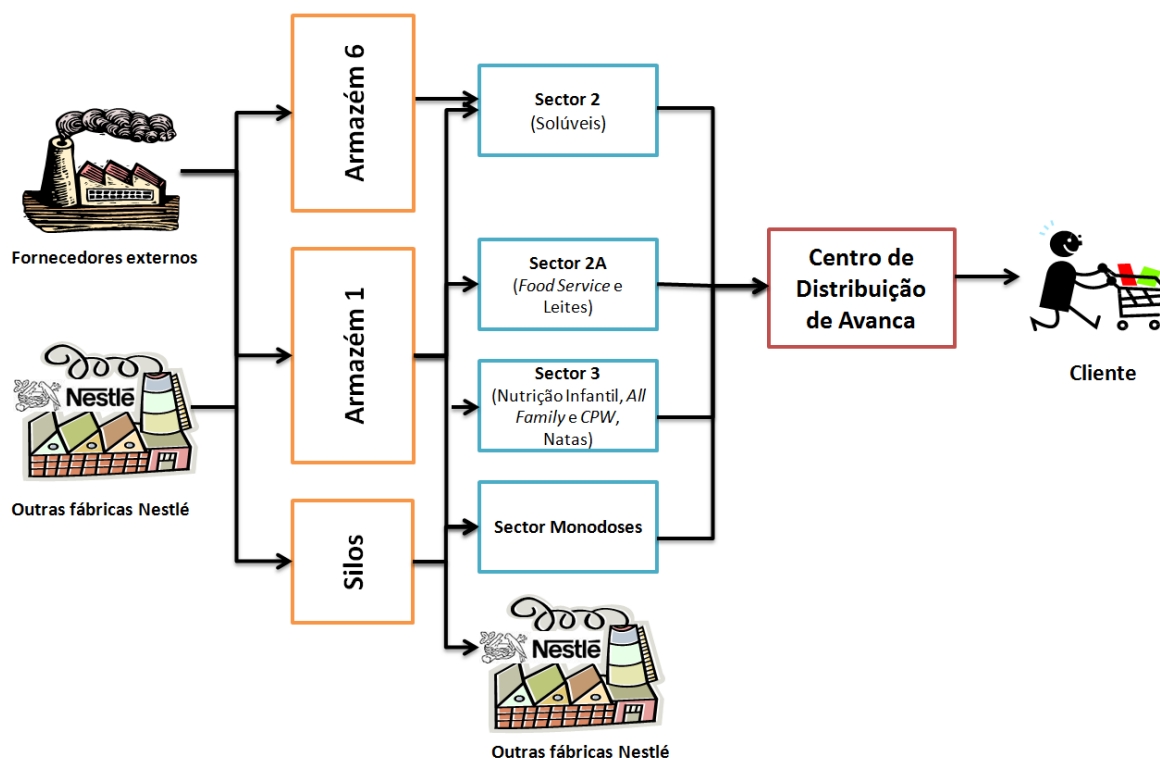 Fornecedores externos
Nestlé
Outras fábricas Nestlé
Armazém 6
Armazém 1
Silos
Sector 2
(Solúveis)
Sector 2A
(Food Service e
Leites)
Sector 3
(Nutrição Infantil, All
Family e CPW,
Natas)
Sector Monodoses
Nestlé
Outras fábricas Nestlé
Centro de
Distribuição
de Avanca
Cliente